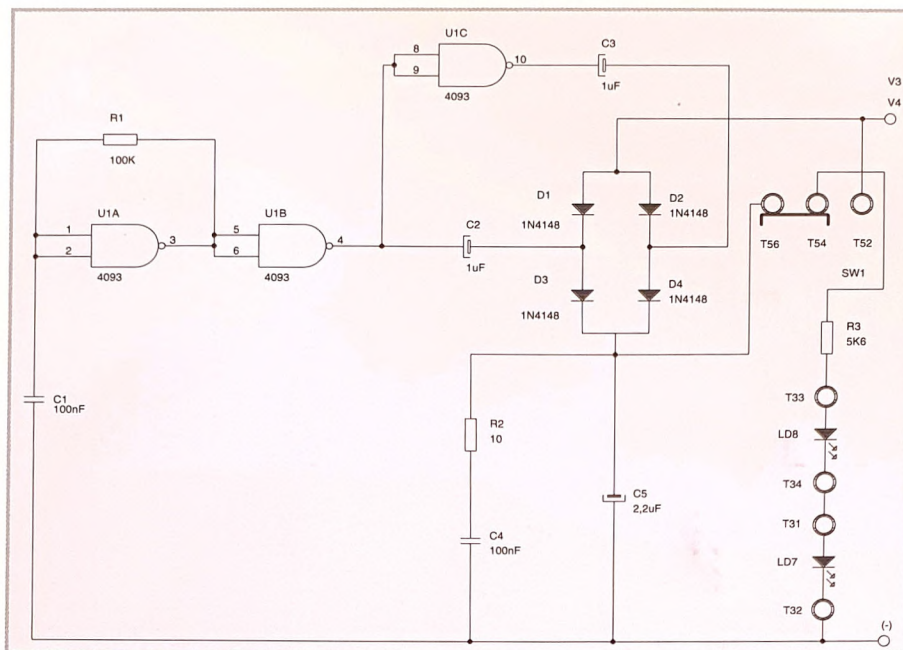 U1C
8
9
10
4093
C3
1uF
V3
V4
R1
100K
U1A
1
2
3
4093
U1B
5
6
4
4093
C2
1uF
D1
1N4148
D2
1N4148
D3
1N4148
D4
1N4148
T56
T54
T52
SW1
R3
5K6
C1
100nF
R2
10
C4
100nF
C5
2,2uF
T33
LD8
T34
T31
LD7
T32
(-)